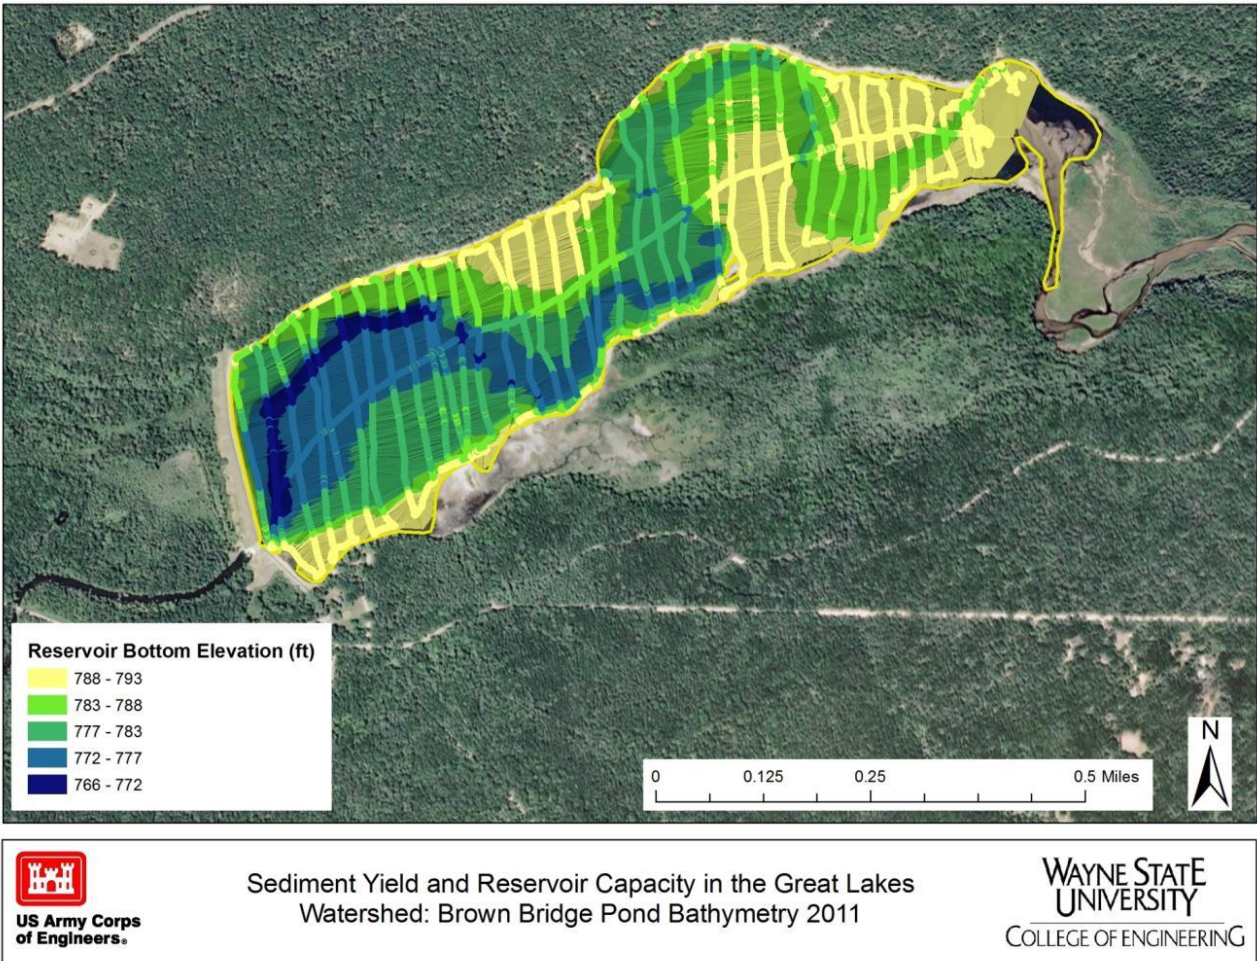 Reservoir Bottom Elevation (ft)
788 - 793
783 - 788
777 - 783
772 - 777
766 - 772
0 0.125 0.25 0.5 Miles
N
US Army Corps
of Engineers®
Sediment Yield and Reservoir Capacity in the Great Lakes
Watershed: Brown Bridge Pond Bathymetry 2011
WAYNE STATE
UNIVERSITY
COLLEGE OF ENGINEERING